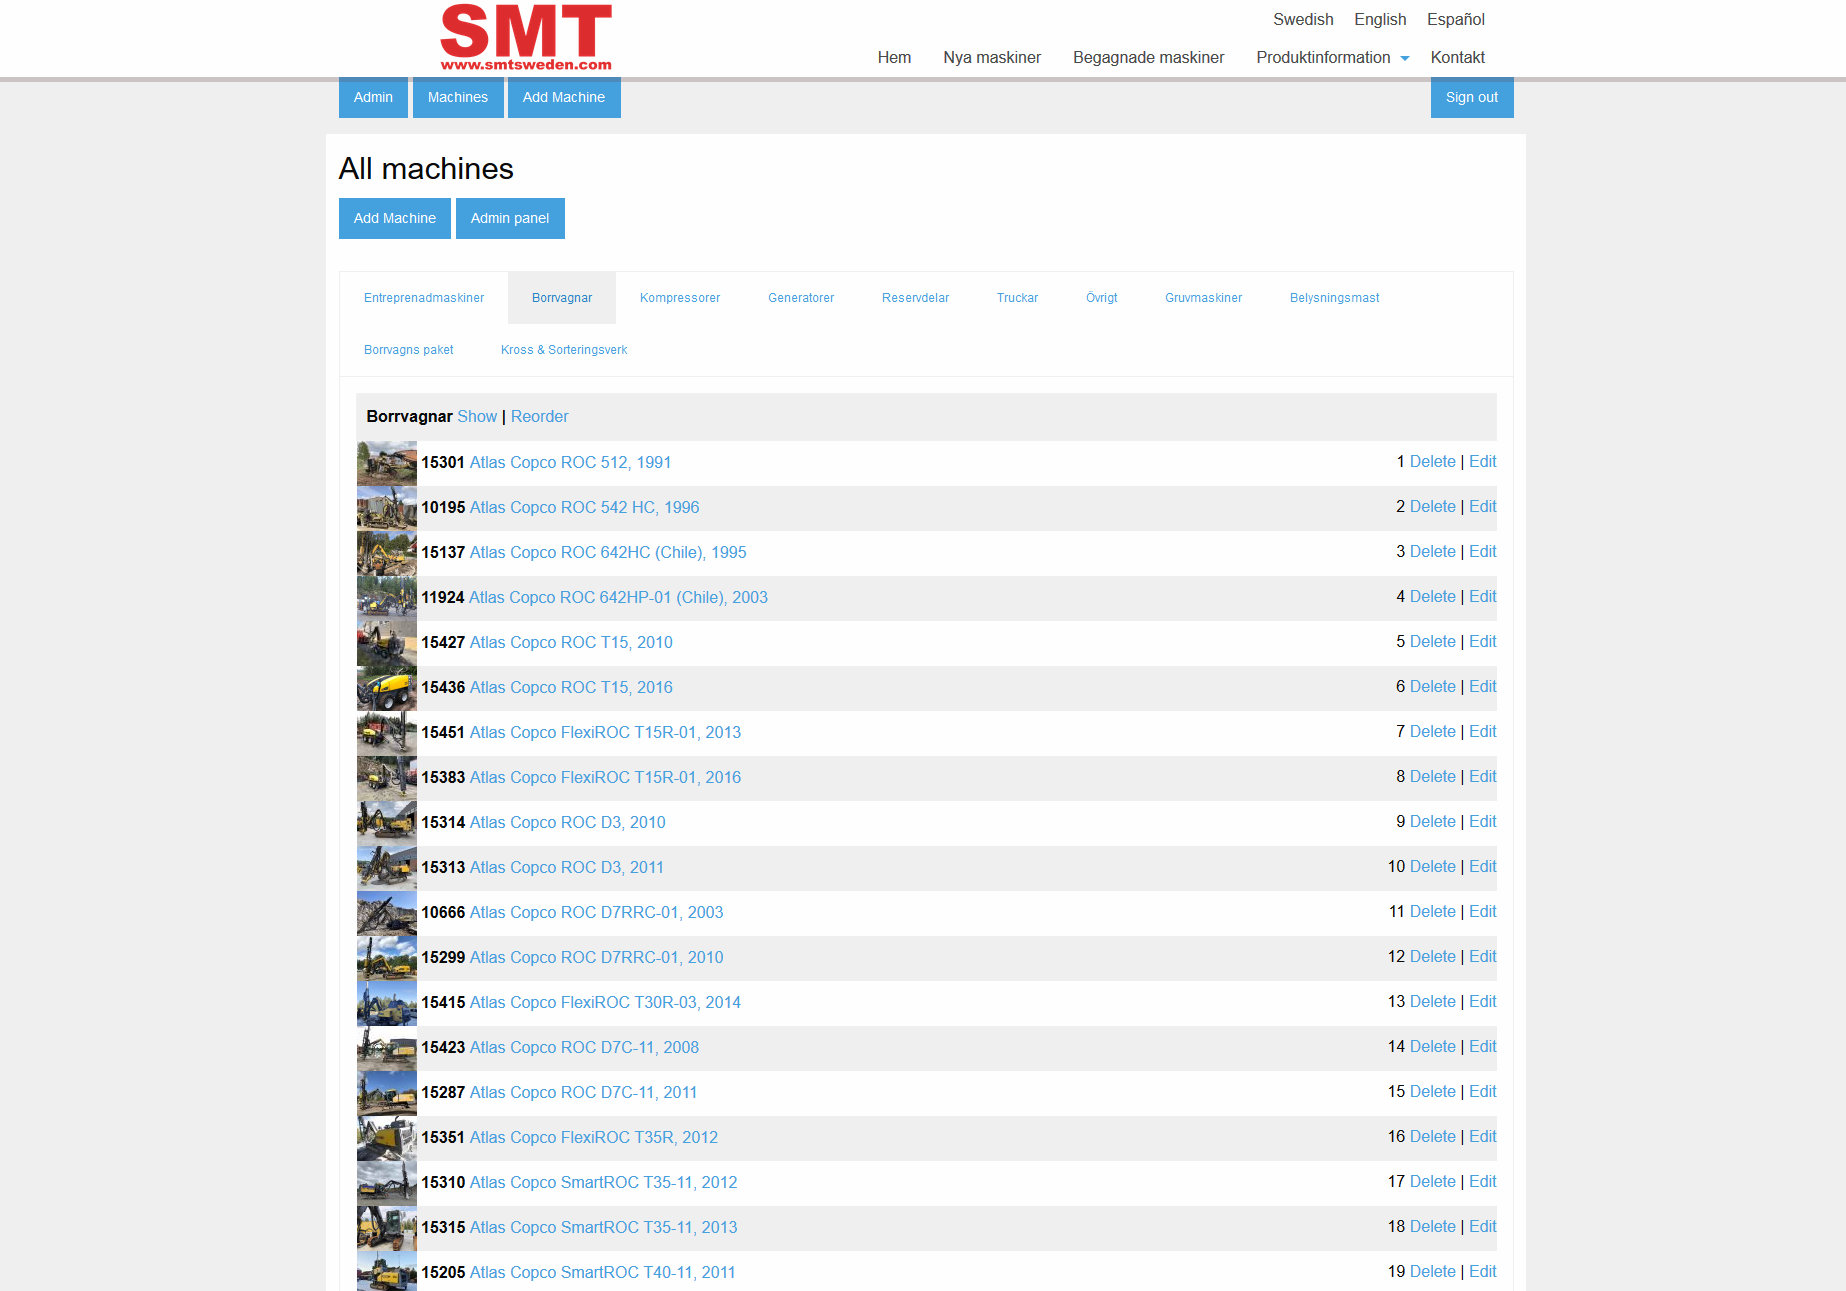 SMT
www.smtsweden.com
Swedish English Español
Hem Nya maskiner Begagnade maskiner Produktinformation Kontakt
Admin Machines Add Machine Sign out
All machines
Add Machine Admin panel
Entreprenadmaskiner Borrvagnar Kompressorer Generatorer Reservdelar Truckar Övrigt Gruvmaskiner Belysningsmast
Borrvagns paket Kross & Sorteringsverk
Borrvagnar Show | Reorder
15301 Atlas Copco ROC 512, 1991 1 Delete | Edit
10195 Atlas Copco ROC 542 HC, 1996 2 Delete | Edit
15137 Atlas Copco ROC 642HC (Chile), 1995 3 Delete | Edit
11924 Atlas Copco ROC 642HP-01 (Chile), 2003 4 Delete | Edit
15427 Atlas Copco ROC T15, 2010 5 Delete | Edit
15436 Atlas Copco ROC T15, 2016 6 Delete | Edit
15451 Atlas Copco FlexiROC T15R-01, 2013 7 Delete | Edit
15383 Atlas Copco FlexiROC T15R-01, 2016 8 Delete | Edit
15314 Atlas Copco ROC D3, 2010 9 Delete | Edit
15313 Atlas Copco ROC D3, 2011 10 Delete | Edit
10666 Atlas Copco ROC D7RRC-01, 2003 11 Delete | Edit
15299 Atlas Copco ROC D7RRC-01, 2010 12 Delete | Edit
15415 Atlas Copco FlexiROC T30R-03, 2014 13 Delete | Edit
15423 Atlas Copco ROC D7C-11, 2008 14 Delete | Edit
15287 Atlas Copco ROC D7C-11, 2011 15 Delete | Edit
15351 Atlas Copco FlexiROC T35R, 2012 16 Delete | Edit
15310 Atlas Copco SmartROC T35-11, 2012 17 Delete | Edit
15315 Atlas Copco SmartROC T35-11, 2013 18 Delete | Edit
15205 Atlas Copco SmartROC T40-11, 2011 19 Delete | Edit